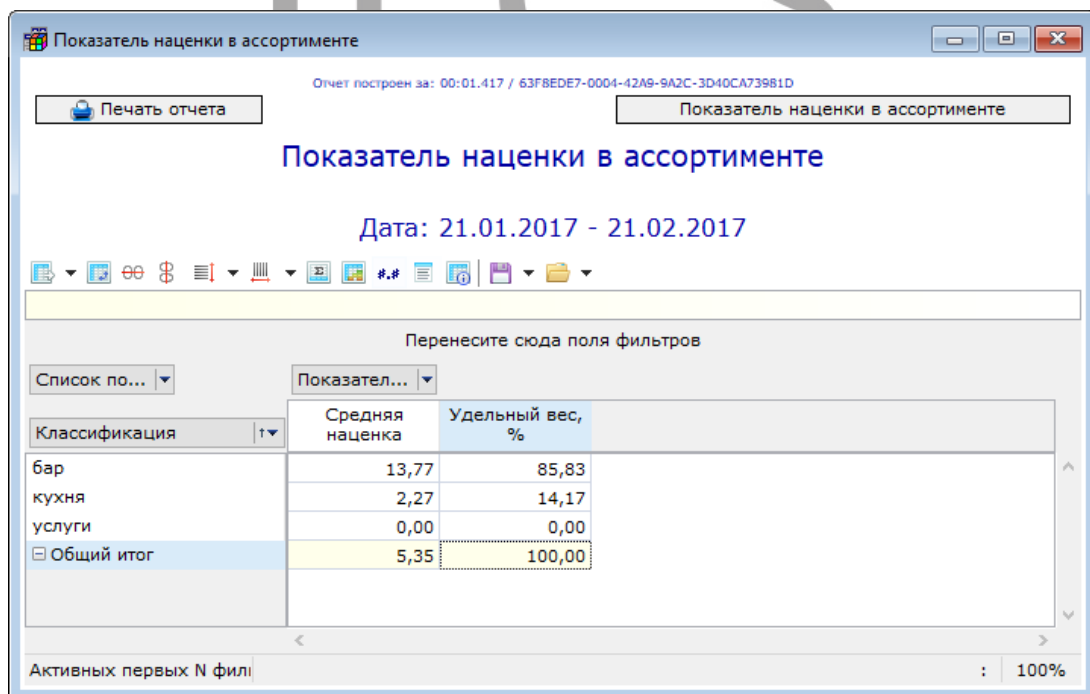 Показатель наценки в ассортименте
Отчет построен за: 00:01.417 / 63F8EDE7-0004-42A9-9A2C-3D40CA73981D
Печать отчета
Показатель наценки в ассортименте
Показатель наценки в ассортименте
Дата: 21.01.2017 - 21.02.2017
Σ #.#
Перенесите сюда поля фильтров
Список по... Показател...
Классификация Средняя наценка Удельный вес, %
бар 13,77 85,83
кухня 2,27 14,17
услуги 0,00 0,00
Общий итог 5,35 100,00
Активных первых N фил : 100%